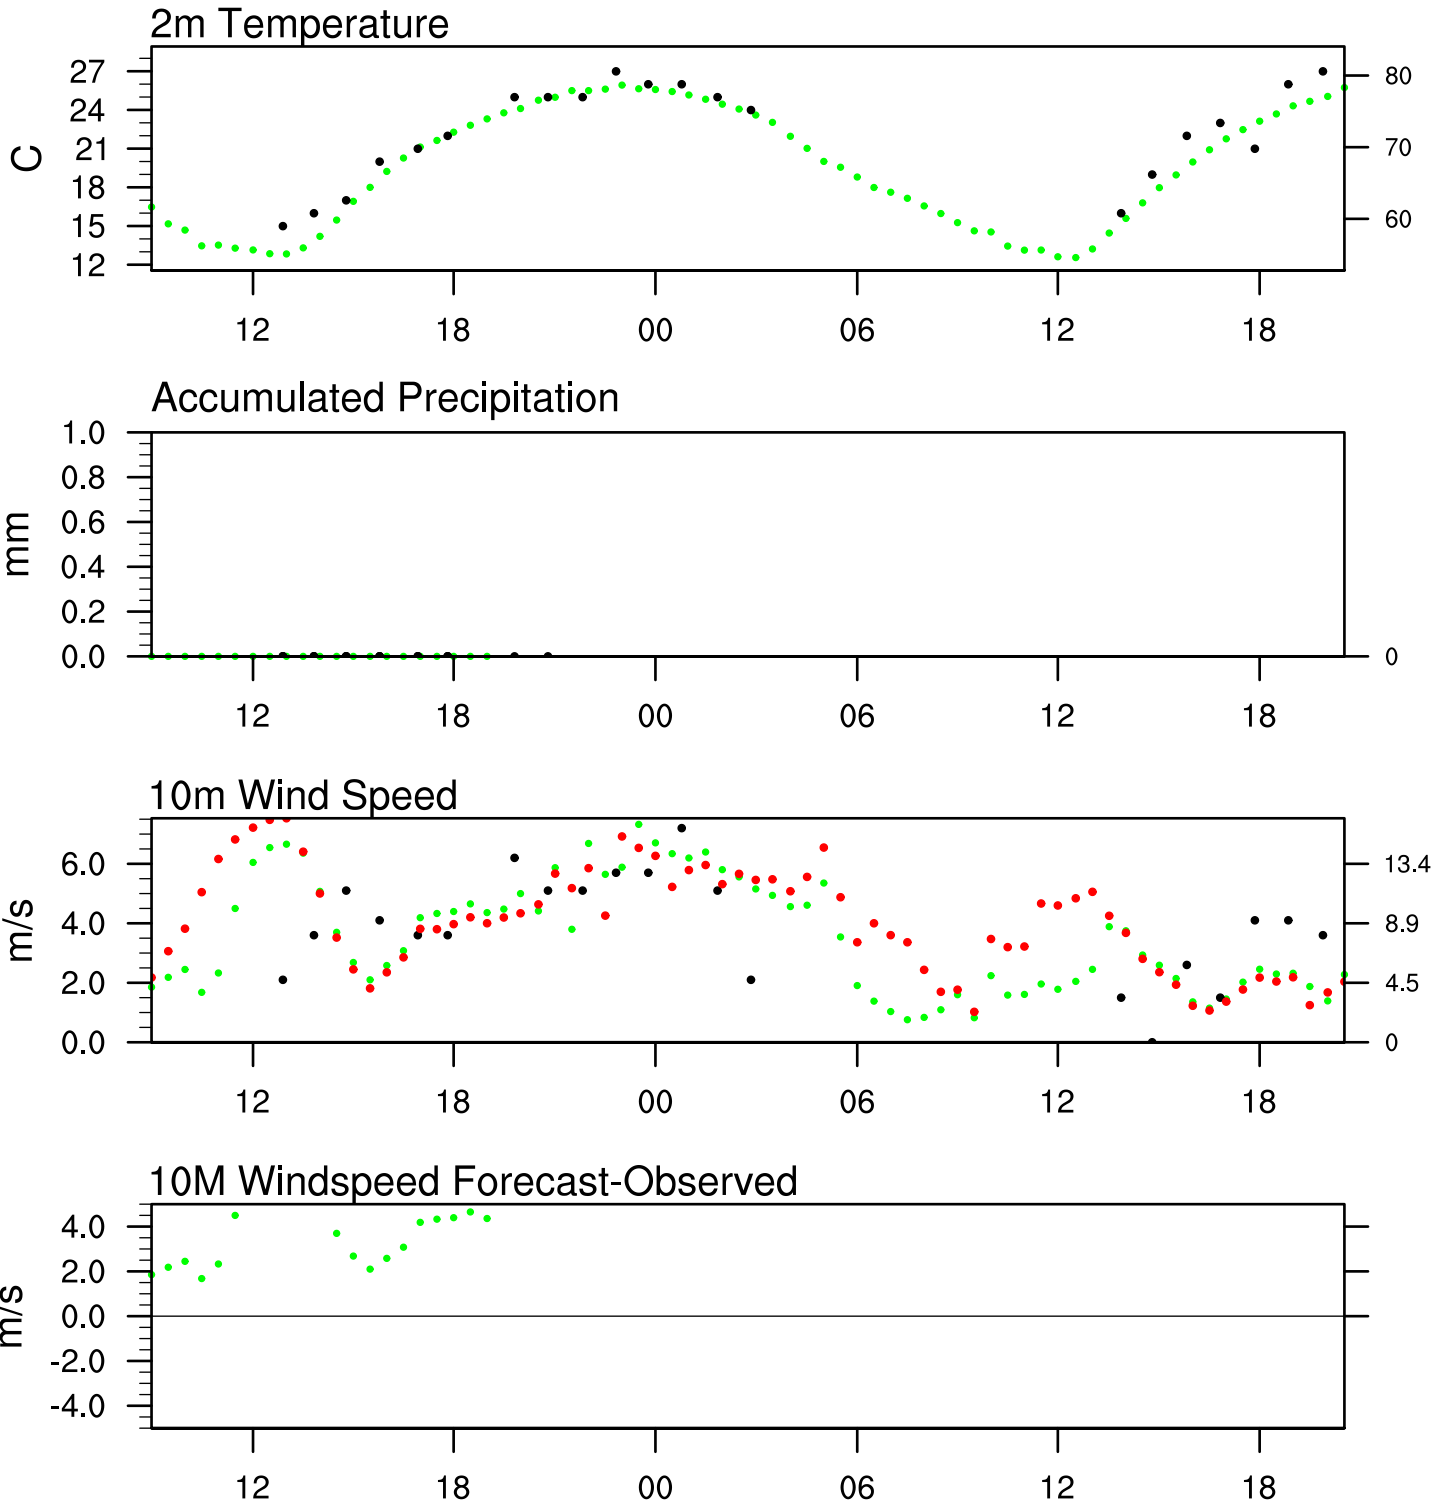 2m Temperature
C
27
24
21
18
15
12
80
70
60
12 18 00 06 12 18
Accumulated Precipitation
mm
1.0
0.8
0.6
0.4
0.2
0.0
0
12 18 00 06 12 18
10m Wind Speed
m/s
6.0
4.0
2.0
0.0
13.4
8.9
4.5
0
12 18 00 06 12 18
10M Windspeed Forecast-Observed
m/s
4.0
2.0
0.0
-2.0
-4.0
12 18 00 06 12 18